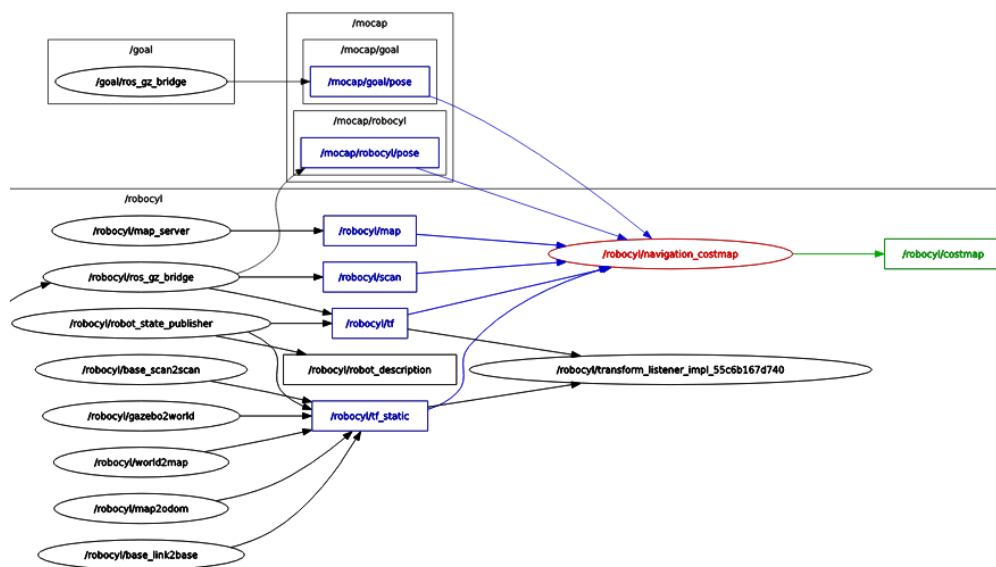 /mocap
/goal
/mocap/goal
/goal/ros_gz_bridge
/mocap/goal/pose
/mocap/robocyl
/mocap/robocyl/pose
/robocyl
/robocyl/map_server
/robocyl/map
/robocyl/navigation_costmap
/robocyl/costmap
/robocyl/ros_gz_bridge
/robocyl/scan
/robocyl/robot_state_publisher
/robocyl/tf
/robocyl/base_scan2scan
/robocyl/robot_description
/robocyl/transform_listener_impl_55c6b167d740
/robocyl/gazebo2world
/robocyl/tf_static
/robocyl/world2map
/robocyl/map2odom
/robocyl/base_link2base